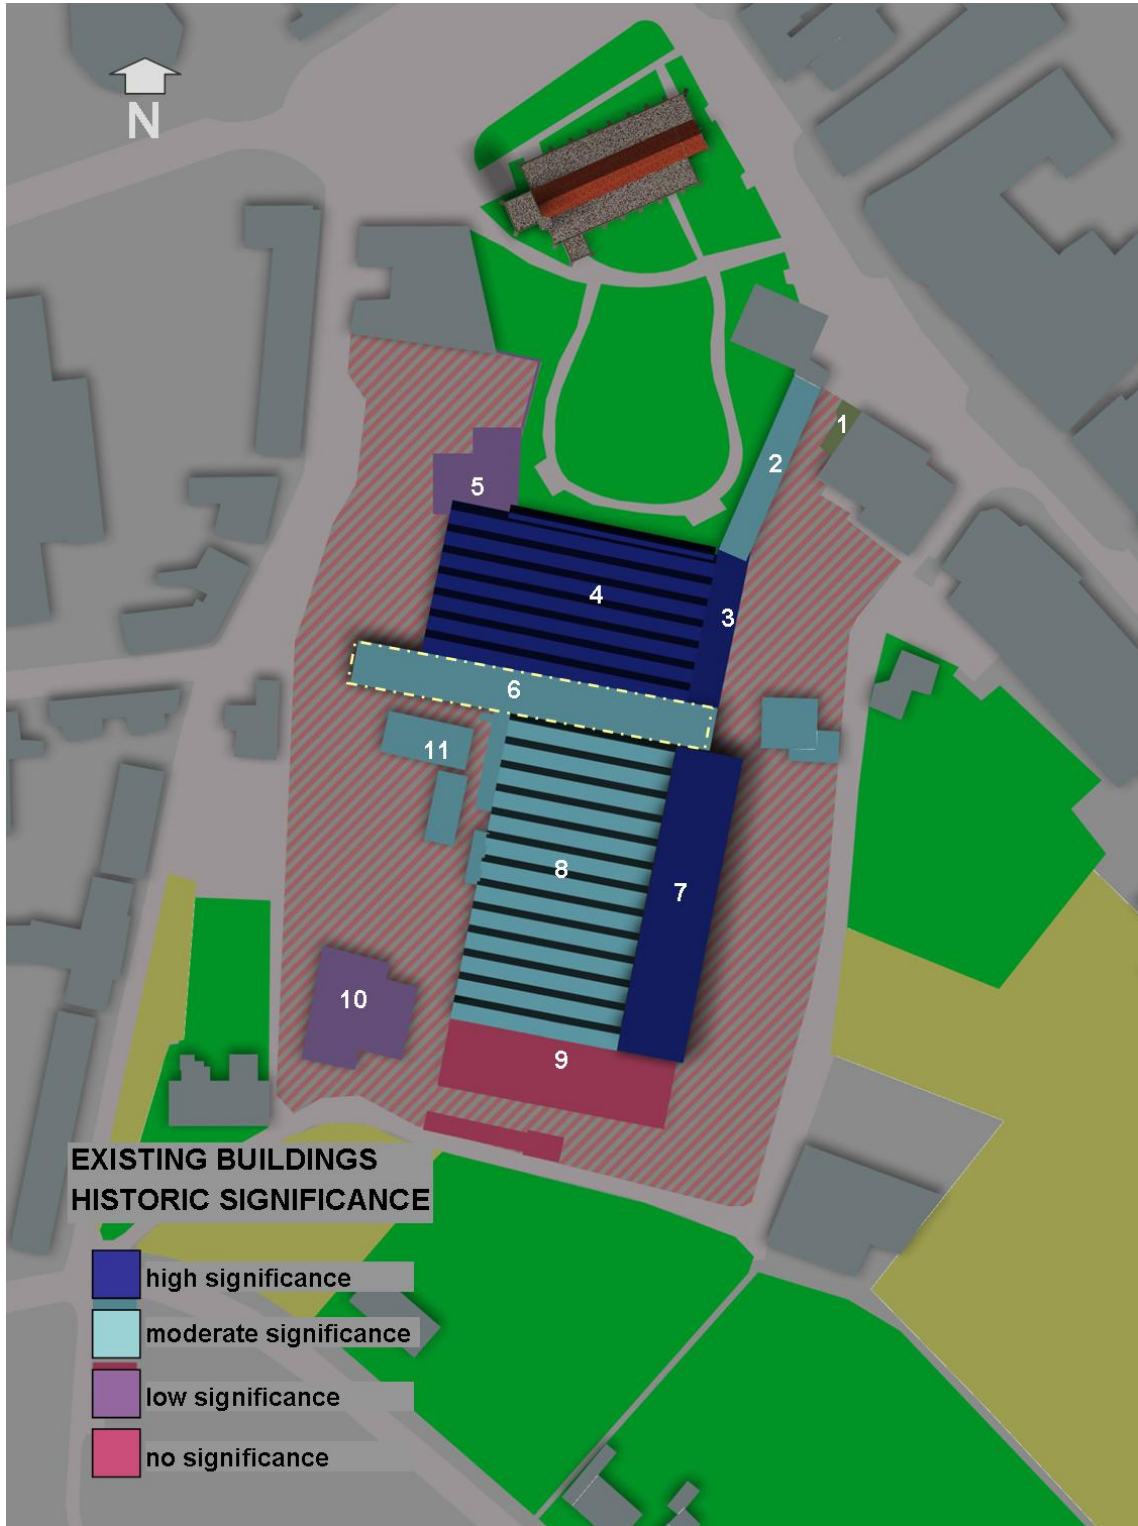 N
1
2
5
4
3
6
11
8
7
10
9
EXISTING BUILDINGS
HISTORIC SIGNIFICANCE
high significance
moderate significance
low significance
no significance